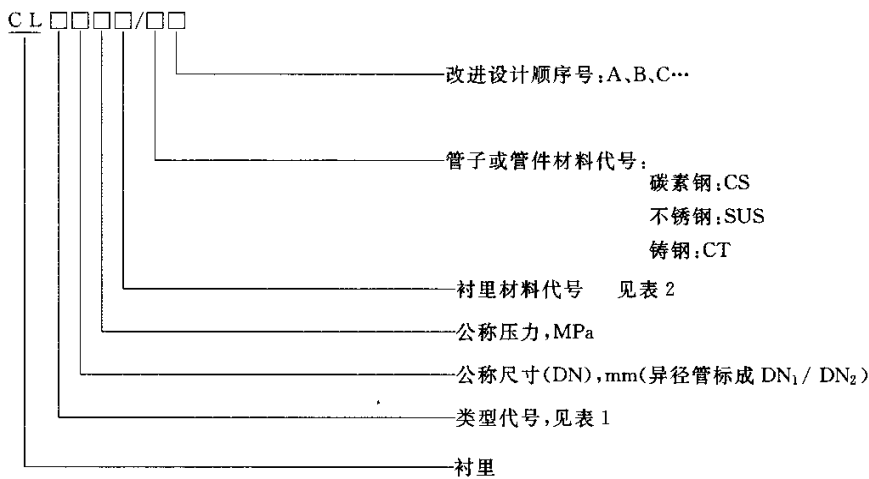 CL□□□□/□□
改进设计顺序号:A、B、C…
管子或管件材料代号:
碳素钢:CS
不锈钢:SUS
铸钢:CT
衬里材料代号 见表 2
公称压力,MPa
公称尺寸(DN),mm(异径管标成 DN₁/ DN₂)
类型代号,见表 1
衬里